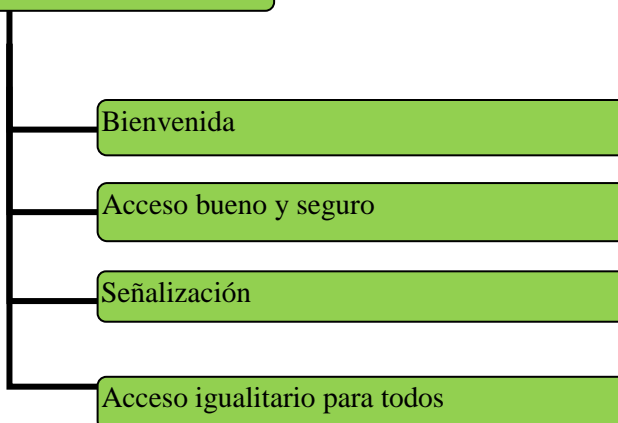 Bienvenida
Acceso bueno y seguro
Señalización
Acceso igualitario para todos